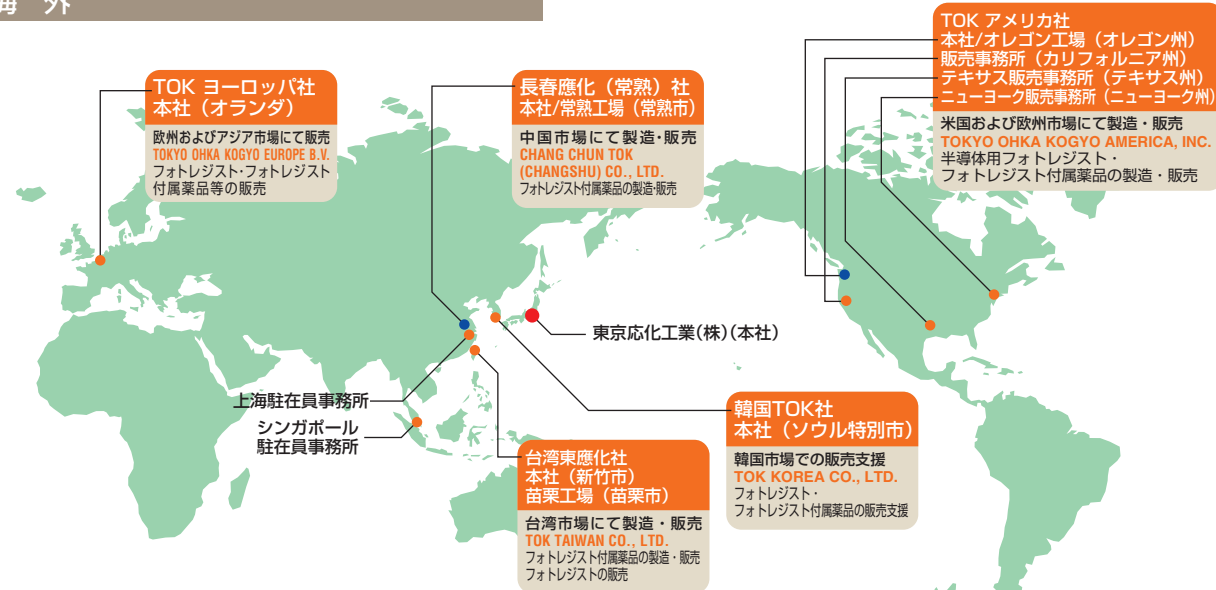 海 外
TOK ヨーロッパ社
本社（オランダ）
欧州およびアジア市場にて販売
TOKYO OHKA KOGYO EUROPE B.V.
フォトレジスト・フォトレジスト
付属薬品等の販売
長春應化（常熟）社
本社/常熟工場（常熟市）
中国市場にて製造・販売
CHANG CHUN TOK
(CHANGSHU) CO., LTD.
フォトレジスト付属薬品の製造・販売
TOK アメリカ社
本社/オレゴン工場（オレゴン州）
販売事務所（カリフォルニア州）
テキサス販売事務所（テキサス州）
ニューヨーク販売事務所（ニューヨーク州）
米国および欧州市場にて製造・販売
TOKYO OHKA KOGYO AMERICA, INC.
半導体用フォトレジスト・
フォトレジスト付属薬品の製造・販売
東京応化工業(株)(本社)
上海駐在員事務所
シンガポール
駐在員事務所
台湾東應化社
本社（新竹市）
苗栗工場（苗栗市）
台湾市場にて製造・販売
TOK TAIWAN CO., LTD.
フォトレジスト付属薬品の製造・販売
フォトレジストの販売
韓国TOK社
本社（ソウル特別市）
韓国市場での販売支援
TOK KOREA CO., LTD.
フォトレジスト・
フォトレジスト付属薬品の販売支援